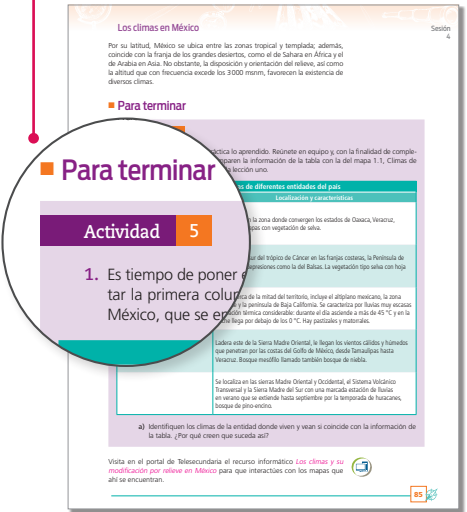 Los climas en México
Sesión
4
Por su latitud, México se ubica entre las zonas tropical y templada; además,
coincide con la franja de los grandes desiertos, como el de Sahara en África y el
de Arabia en Asia. No obstante, la disposición y orientación del relieve, así como
la altitud que con frecuencia excede los 3000 msnm, favorecen la existencia de
diversos climas.
Para terminar
áctica lo aprendido. Reúnete en equipo y, con la finalidad de comple-
mparen la información de la tabla con la del mapa 1.1, Climas de
la lección uno.
Para terminar
Actividad 5
1. Es tiempo de poner
tar la primera colu
México, que se en
as de diferentes entidades del país
Localización y características
n la zona donde convergen los estados de Oaxaca, Veracruz,
apas con vegetación de selva.
sur del trópico de Cáncer en las franjas costeras, la Península de
epresiones como la del Balsas. La vegetación tipo selva con hoja
rca de la mitad del territorio, incluye el altiplano mexicano, la zona
e y la península de Baja California. Se caracteriza por lluvias muy escasas
ación térmica considerable: durante el día asciende a más de 45 °C y en la
che llega por debajo de los 0 °C. Hay pastizales y matorrales.
Ladera este de la Sierra Madre Oriental, le llegan los vientos cálidos y húmedos
que penetran por las costas del Golfo de México, desde Tamaulipas hasta
Veracruz. Bosque mesófilo llamado también bosque de niebla.
Se localiza en las sierras Madre Oriental y Occidental, el Sistema Volcánico
Transversal y la Sierra Madre del Sur con una marcada estación de lluvias
en verano que se extiende hasta septiembre por la temporada de huracanes,
bosque de pino-encino.
a) Identifiquen los climas de la entidad donde viven y vean si coincide con la información de
la tabla. ¿Por qué creen que suceda así?
Visita en el portal de Telesecundaria el recurso informático Los climas y su
modificación por relieve en México para que interactúes con los mapas que
ahí se encuentran.
85